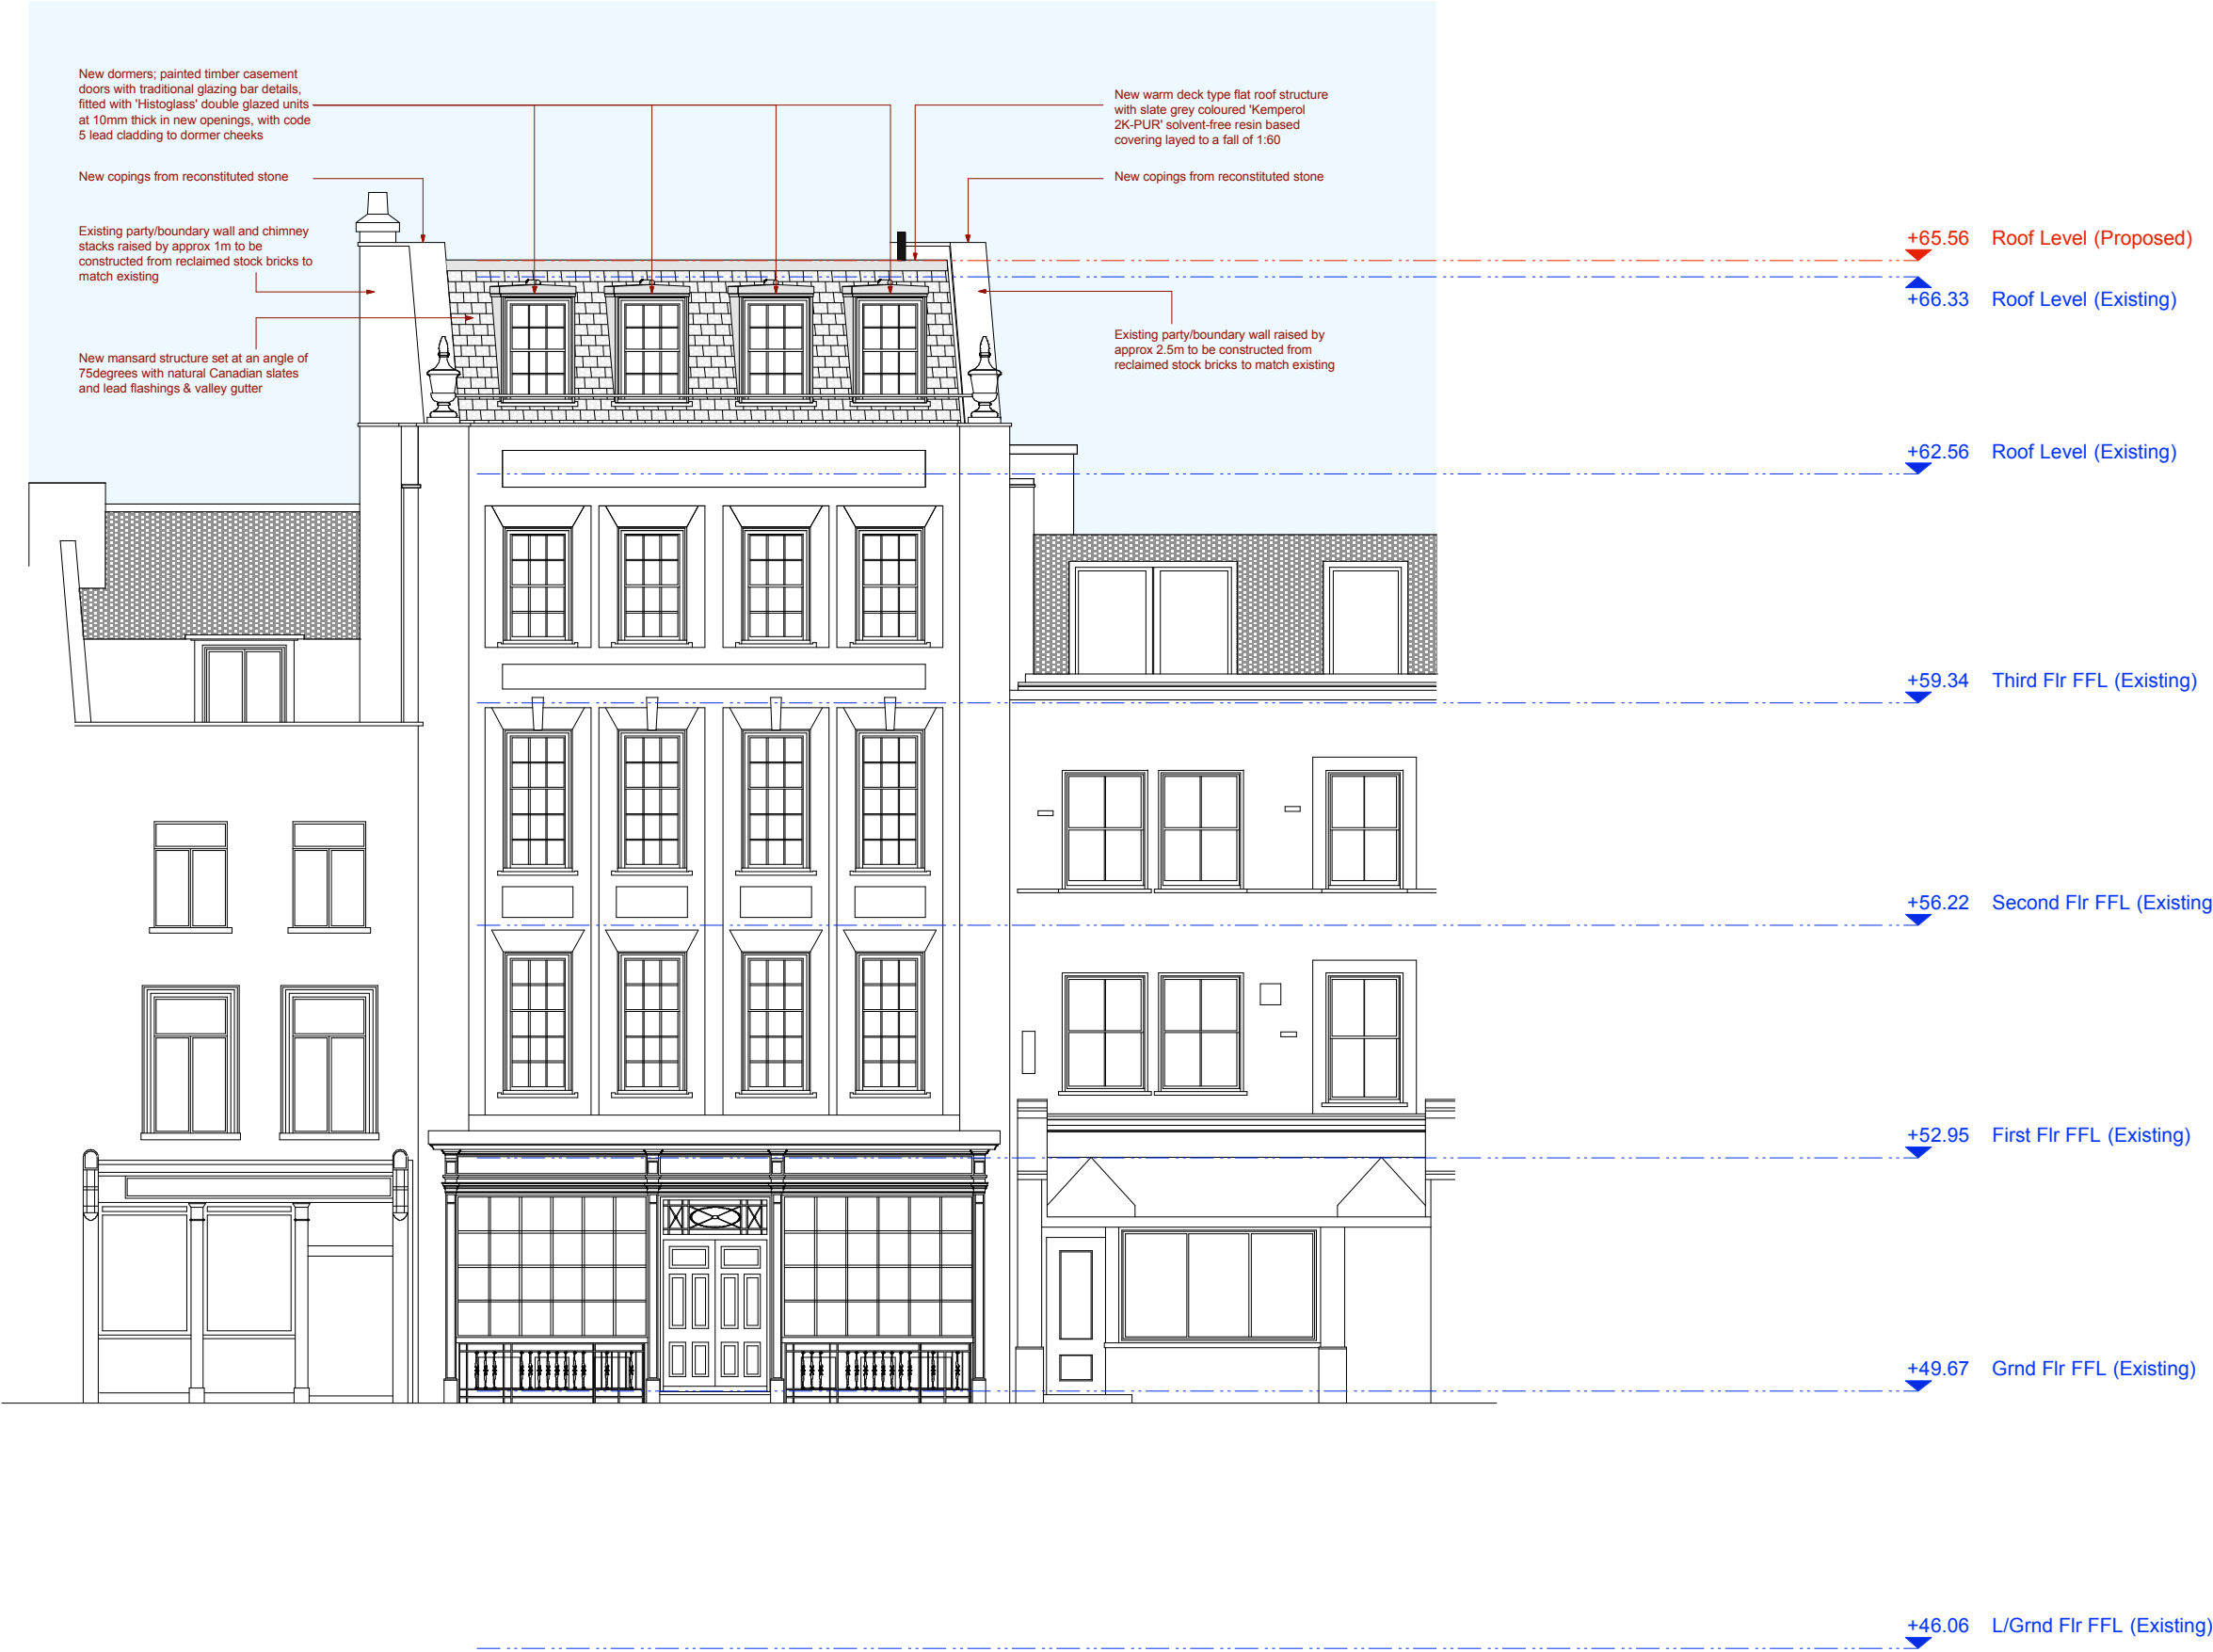 New dormers; painted timber casement
doors with traditional glazing bar details,
fitted with 'Histoglass' double glazed units
at 10mm thick in new openings, with code
5 lead cladding to dormer cheeks
New copings from reconstituted stone
Existing party/boundary wall and chimney
stacks raised by approx 1m to be
constructed from reclaimed stock bricks to
match existing
New mansard structure set at an angle of
75degrees with natural Canadian slates
and lead flashings & valley gutter
New warm deck type flat roof structure
with slate grey coloured 'Kemperol
2K-PUR' solvent-free resin based
covering layed to a fall of 1:60
New copings from reconstituted stone
Existing party/boundary wall raised by
approx 2.5m to be constructed from
reclaimed stock bricks to match existing
+65.56 Roof Level (Proposed)
+66.33 Roof Level (Existing)
+62.56 Roof Level (Existing)
+59.34 Third Flr FFL (Existing)
+56.22 Second Flr FFL (Existing
+52.95 First Flr FFL (Existing)
+49.67 Grnd Flr FFL (Existing)
+46.06 L/Grnd Flr FFL (Existing)